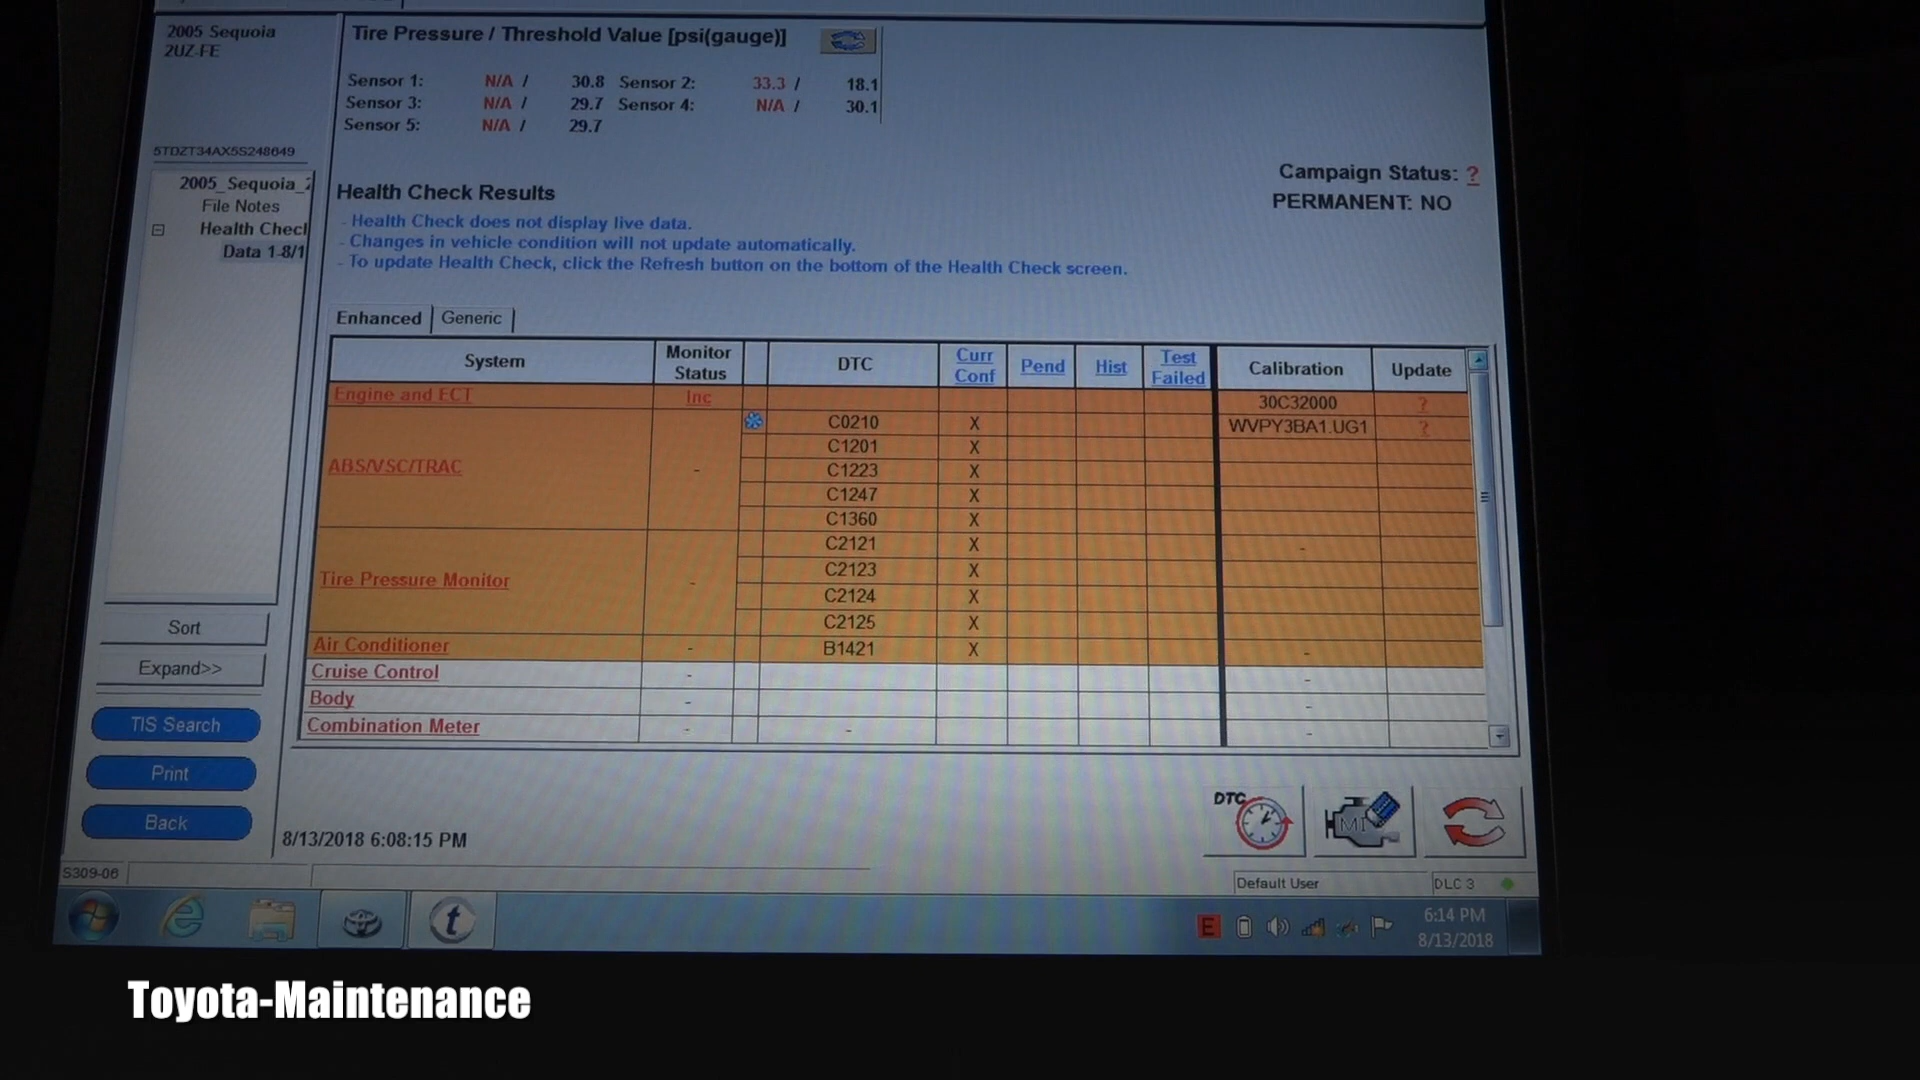 2005 Sequoia
2UZ-FE
Tire Pressure / Threshold Value [psi(gauge)]
Sensor 1: N/A / 30.8 Sensor 2: 33.3 / 18.1
Sensor 3: N/A / 29.7 Sensor 4: N/A / 30.1
Sensor 5: N/A / 29.7
5TDZT34AX5S248649
2005_Sequoia_2
File Notes
Health Checl
Data 1-8/1
Campaign Status: ?
PERMANENT: NO
Health Check Results
- Health Check does not display live data.
- Changes in vehicle condition will not update automatically.
- To update Health Check, click the Refresh button on the bottom of the Health Check screen.
Enhanced Generic
System Monitor Status DTC Curr Conf Pend Hist Test Failed Calibration Update
Engine and ECT Inc 30C32000 ?
C0210 X WVPY3BA1.UG1 ?
C1201 X
ABS/VSC/TRAC - C1223 X
C1247 X
C1360 X
C2121 X -
C2123 X
Tire Pressure Monitor - C2124 X
C2125 X
Air Conditioner - B1421 X -
Cruise Control - -
Body - -
Combination Meter - - -
Sort
Expand>>
TIS Search
Print
Back
8/13/2018 6:08:15 PM
DTC
MI
S309-06
Default User
DLC 3
E
6:14 PM
8/13/2018
Toyota-Maintenance